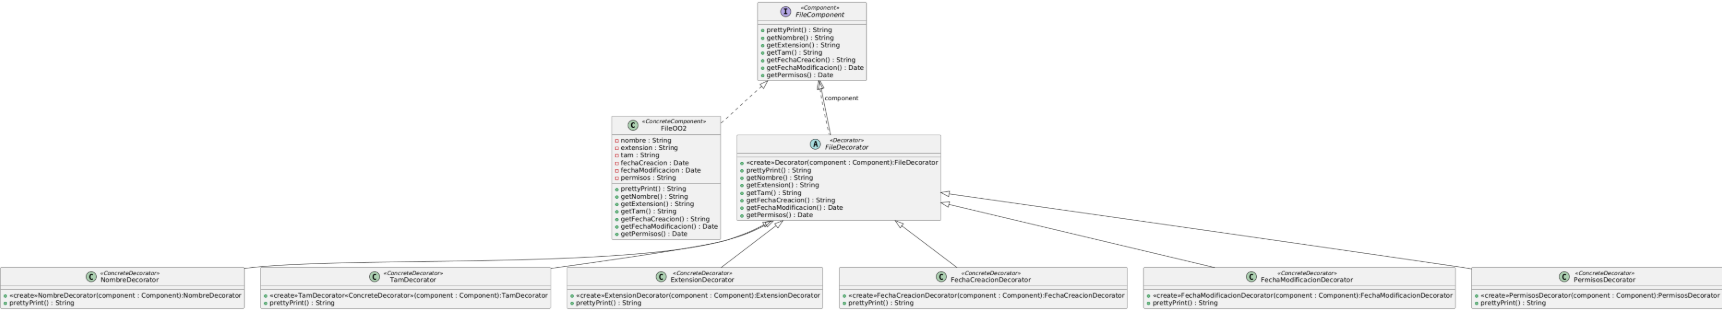 «Component»
FileComponent
prettyPrint() : String
getNombre() : String
getExtension() : String
getTam() : String
getFechaCreacion() : String
getFechaModificacion() : Date
getPermisos() : Date
component
«ConcreteComponent»
FileOO2
nombre : String
extension : String
tam : String
fechaCreacion : Date
fechaModificacion : Date
permisos : String
prettyPrint() : String
getNombre() : String
getExtension() : String
getTam() : String
getFechaCreacion() : String
getFechaModificacion() : Date
getPermisos() : Date
«Decorator»
FileDecorator
«create»Decorator(component : Component):FileDecorator
prettyPrint() : String
getNombre() : String
getExtension() : String
getTam() : String
getFechaCreacion() : String
getFechaModificacion() : Date
getPermisos() : Date
«ConcreteDecorator»
NombreDecorator
«create»NombreDecorator(component : Component):NombreDecorator
prettyPrint() : String
«ConcreteDecorator»
TamDecorator
«create»TamDecorator«ConcreteDecorator»(component : Component):TamDecorator
prettyPrint() : String
«ConcreteDecorator»
ExtensionDecorator
«create»ExtensionDecorator(component : Component):ExtensionDecorator
prettyPrint() : String
«ConcreteDecorator»
FechaCreacionDecorator
«create»FechaCreacionDecorator(component : Component):FechaCreacionDecorator
prettyPrint() : String
«ConcreteDecorator»
FechaModificacionDecorator
«create»FechaModificacionDecorator(component : Component):FechaModificacionDecorator
prettyPrint() : String
«ConcreteDecorator»
PermisosDecorator
«create»PermisosDecorator(component : Component):PermisosDecorator
prettyPrint() : String